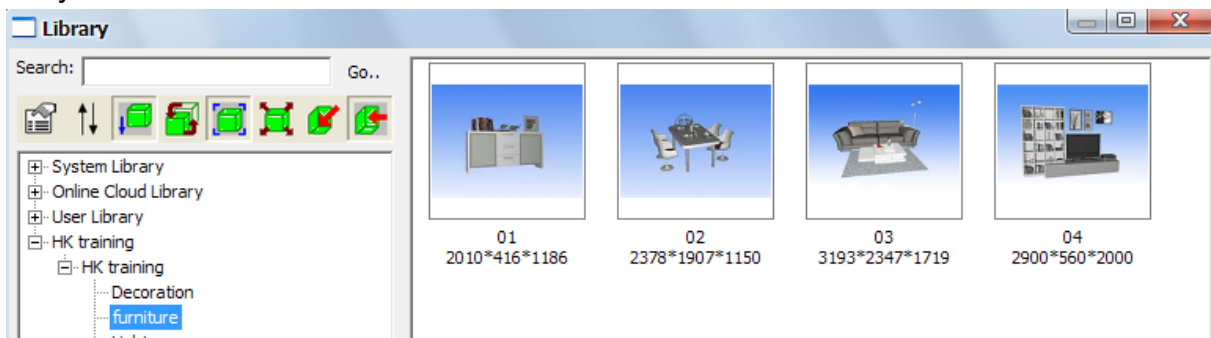 Library
Search:
Go..
System Library
Online Cloud Library
User Library
HK training
HK training
Decoration
furniture
01
2010*416*1186
02
2378*1907*1150
03
3193*2347*1719
04
2900*560*2000